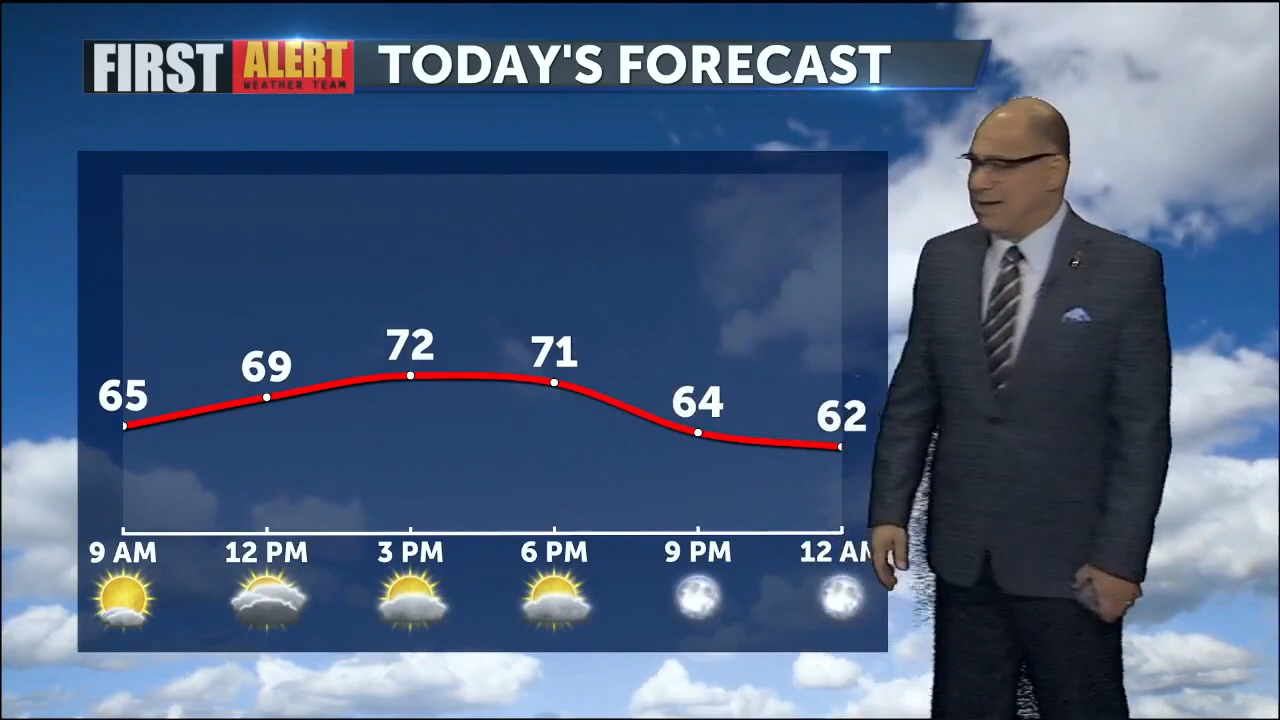 FIRST ALERT TODAY'S FORECAST
WEATHER TEAM
65 69 72 71 64 62
9 AM 12 PM 3 PM 6 PM 9 PM 12 AM